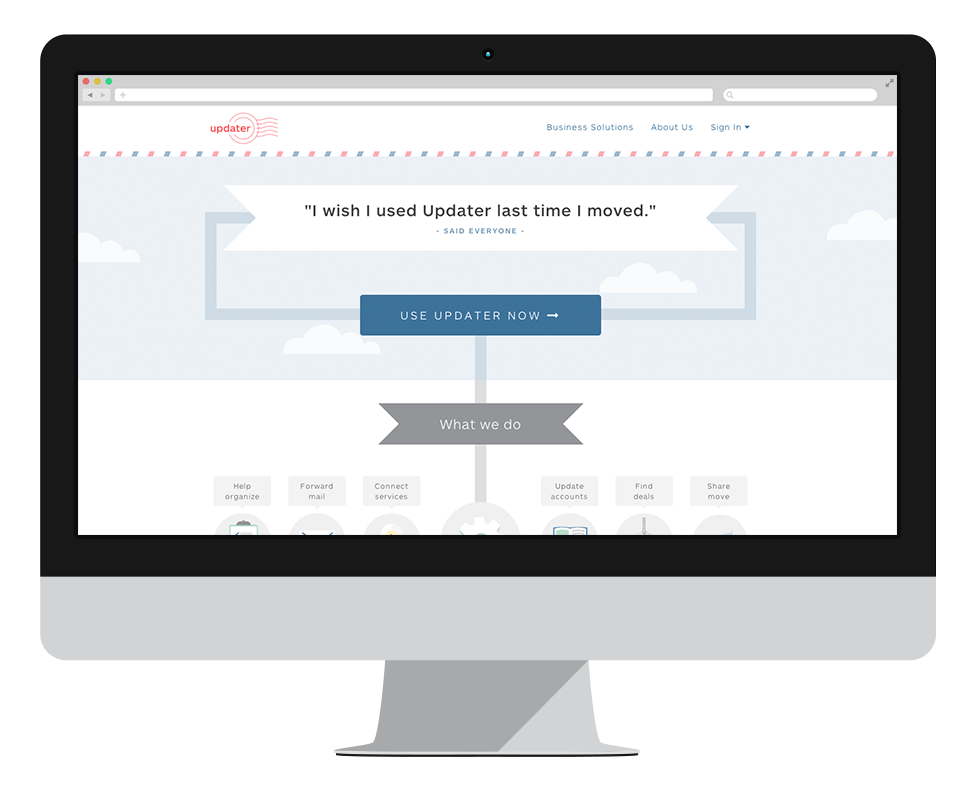 updater
Business Solutions
About Us
Sign In
"I wish I used Updater last time I moved."
- SAID EVERYONE -
USE UPDATER NOW
What we do
Help
organize
Forward
mail
Connect
services
Update
accounts
Find
deals
Share
move